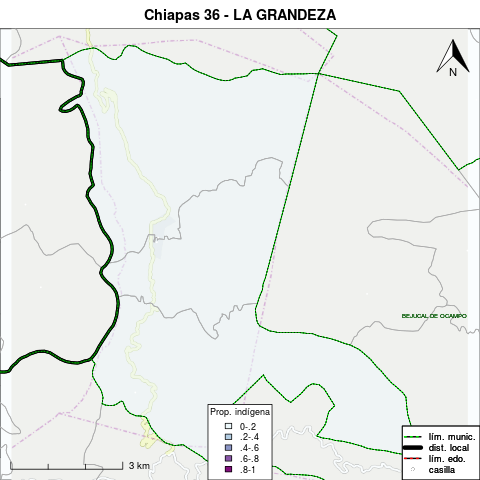 Chiapas 36 - LA GRANDEZA
N
BEJUCAL DE OCAMPO
Prop. indígena
0-.2
.2-.4
.4-.6
.6-.8
.8-1
3 km
lím. munic.
dist. local
lím. edo.
casilla